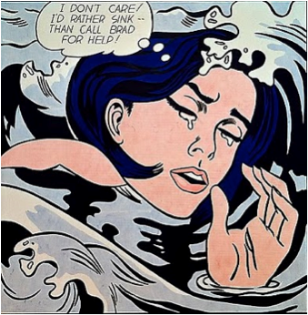 I DON'T CARE!
I'D RATHER SINK --
THAN CALL BRAD
FOR HELP!